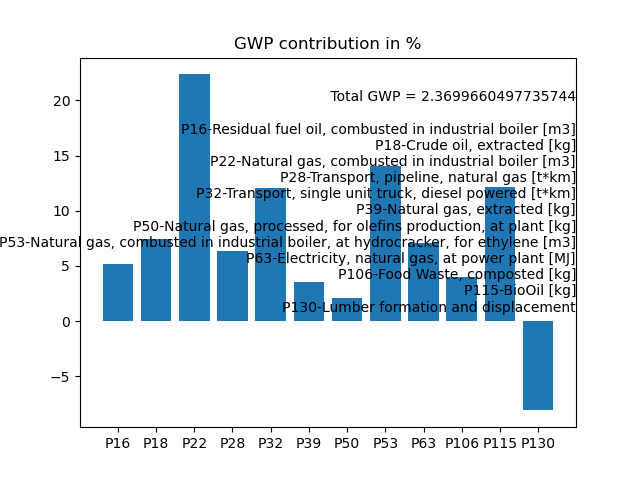 GWP contribution in %
20
15
10
5
0
−5
Total GWP = 2.3699660497735744
P16-Residual fuel oil, combusted in industrial boiler [m3]
P18-Crude oil, extracted [kg]
P22-Natural gas, combusted in industrial boiler [m3]
P28-Transport, pipeline, natural gas [t*km]
P32-Transport, single unit truck, diesel powered [t*km]
P39-Natural gas, extracted [kg]
P50-Natural gas, processed, for olefins production, at plant [kg]
P53-Natural gas, combusted in industrial boiler, at hydrocracker, for ethylene [m3]
P63-Electricity, natural gas, at power plant [MJ]
P106-Food Waste, composted [kg]
P115-BioOil [kg]
P130-Lumber formation and displacement
P16 P18 P22 P28 P32 P39 P50 P53 P63 P106 P115 P130